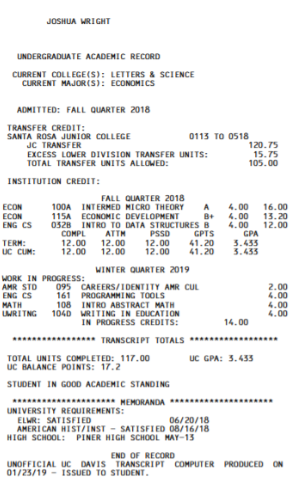 JOSHUA WRIGHT
UNDERGRADUATE ACADEMIC RECORD
CURRENT COLLEGE(S): LETTERS & SCIENCE
CURRENT MAJOR(S): ECONOMICS
ADMITTED: FALL QUARTER 2018
TRANSFER CREDIT:
SANTA ROSA JUNIOR COLLEGE 0113 TO 0518
JC TRANSFER 120.75
EXCESS LOWER DIVISION TRANSFER UNITS: 15.75
TOTAL TRANSFER UNITS ALLOWED: 105.00
INSTITUTION CREDIT:
FALL QUARTER 2018
ECON 100A INTERMED MICRO THEORY A 4.00 16.00
ECON 115A ECONOMIC DEVELOPMENT B+ 4.00 13.20
ENG CS 032B INTRO TO DATA STRUCTURES B 4.00 12.00
COMPL ATTM PSSD GPTS GPA
TERM: 12.00 12.00 12.00 41.20 3.433
UC CUM: 12.00 12.00 12.00 41.20 3.433
WINTER QUARTER 2019
WORK IN PROGRESS:
AMR STD 095 CAREERS/IDENTITY AMR CUL 2.00
ENG CS 161 PROGRAMMING TOOLS 4.00
MATH 108 INTRO ABSTRACT MATH 4.00
UWRITNG 104D WRITING IN EDUCATION 4.00
IN PROGRESS CREDITS: 14.00
***************** TRANSCRIPT TOTALS ******************
TOTAL UNITS COMPLETED: 117.00 UC GPA: 3.433
UC BALANCE POINTS: 17.2
STUDENT IN GOOD ACADEMIC STANDING
********************* MEMORANDA *********************
UNIVERSITY REQUIREMENTS:
ELWR: SATISFIED 06/20/18
AMERICAN HIST/INST - SATISFIED 08/16/18
HIGH SCHOOL: PINER HIGH SCHOOL MAY-13
END OF RECORD
UNOFFICIAL UC DAVIS TRANSCRIPT COMPUTER PRODUCED ON
01/23/19 - ISSUED TO STUDENT.